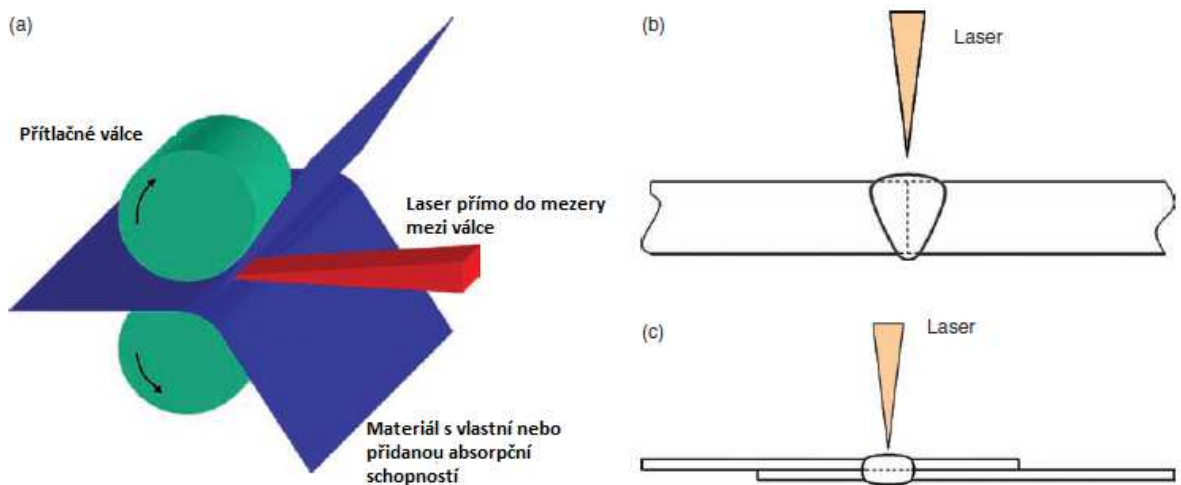 (a)
Přítlačné válce
Laser přímo do mezery
mezi válce
Materiál s vlastní nebo
přidanou absorpční
schopností
(b)
Laser
(c)
Laser